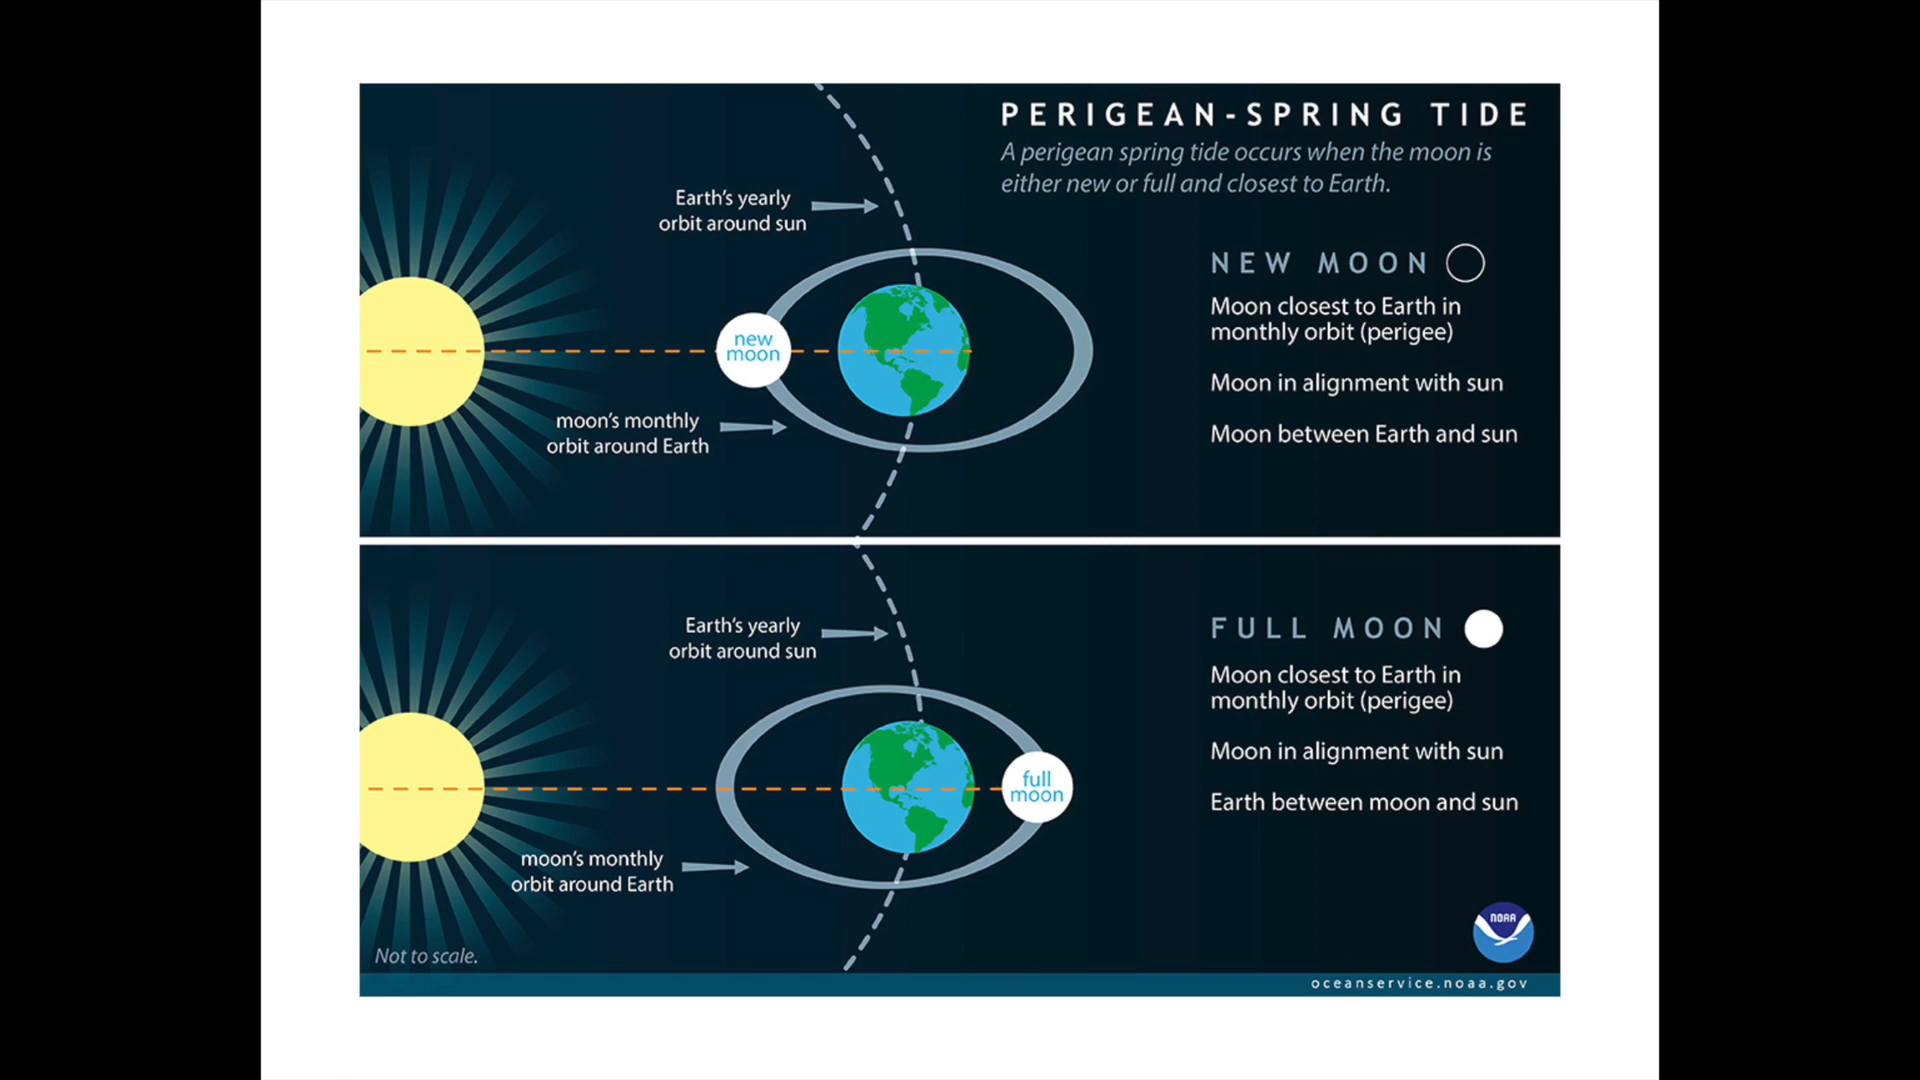 PERIGEAN-SPRING TIDE
A perigean spring tide occurs when the moon is
either new or full and closest to Earth.
Earth's yearly
orbit around sun
NEW MOON
Moon closest to Earth in
monthly orbit (perigee)
new
moon
Moon in alignment with sun
moon's monthly
orbit around Earth
Moon between Earth and sun
Earth's yearly
orbit around sun
FULL MOON
Moon closest to Earth in
monthly orbit (perigee)
full
moon
Moon in alignment with sun
Earth between moon and sun
moon's monthly
orbit around Earth
NOAA
Not to scale.
oceanservice.noaa.gov